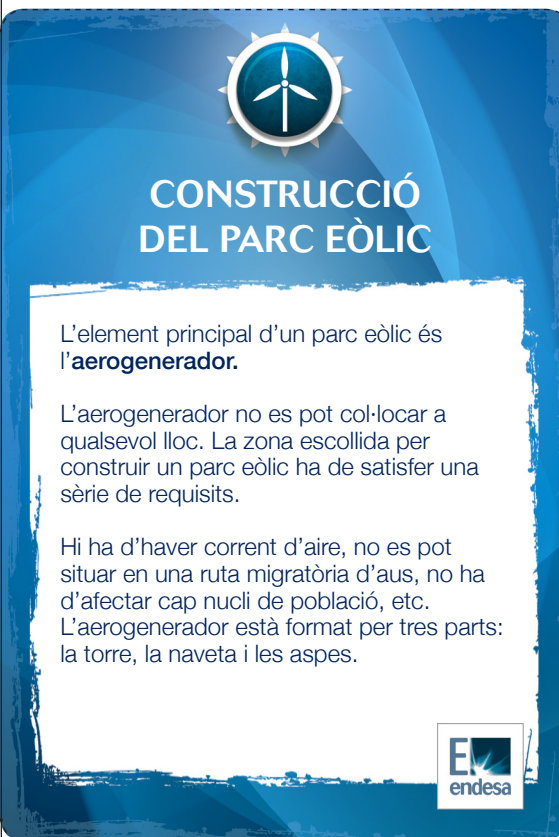 CONSTRUCCIÓ
DEL PARC EÒLIC
L’element principal d’un parc eòlic és
l’aerogenerador.
L’aerogenerador no es pot col·locar a
qualsevol lloc. La zona escollida per
construir un parc eòlic ha de satisfer una
sèrie de requisits.
Hi ha d’haver corrent d’aire, no es pot
situar en una ruta migratòria d’aus, no ha
d’afectar cap nucli de població, etc.
L’aerogenerador està format per tres parts:
la torre, la naveta i les aspes.
endesa